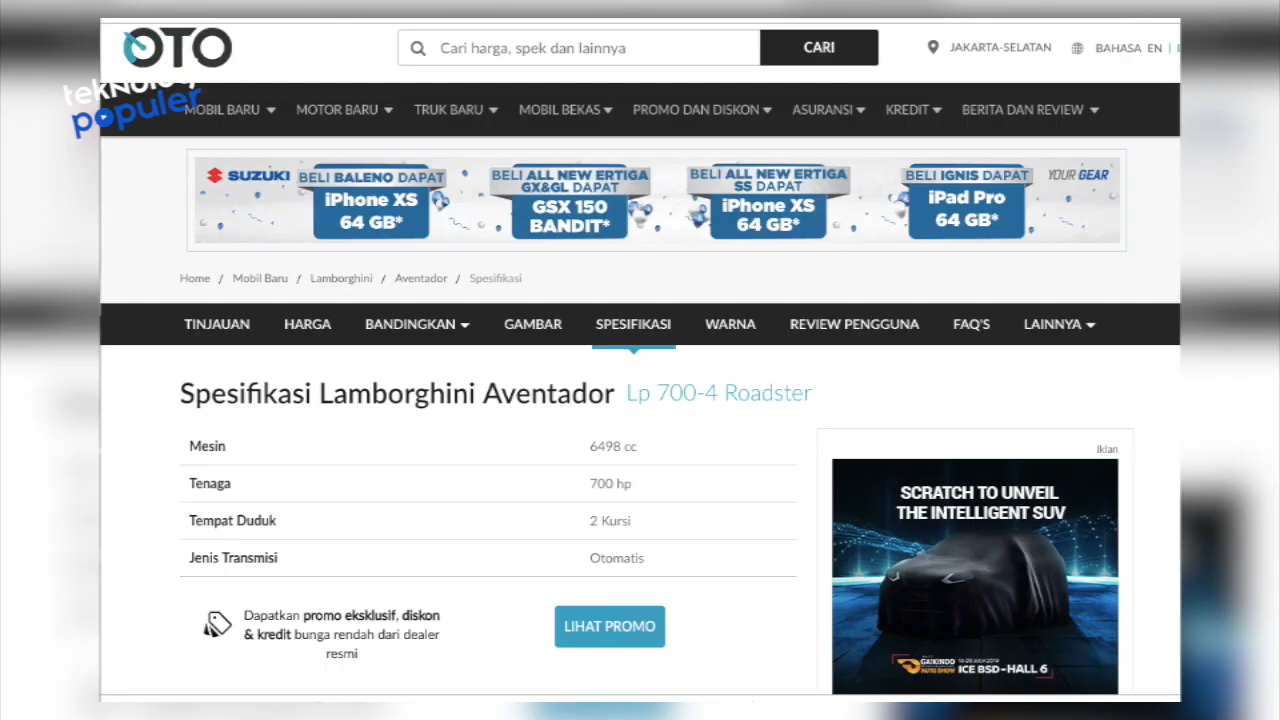 OTO
Cari harga, spek dan lainnya
CARI
JAKARTA-SELATAN
BAHASA EN |
teknologi
populer
MOBIL BARU
MOTOR BARU
TRUK BARU
MOBIL BEKAS
PROMO DAN DISKON
ASURANSI
KREDIT
BERITA DAN REVIEW
SUZUKI
BELI BALENO DAPAT
iPhone XS
64 GB*
BELI ALL NEW ERTIGA
GX&GL DAPAT
GSX 150
BANDIT*
BELI ALL NEW ERTIGA
SS DAPAT
iPhone XS
64 GB*
BELI IGNIS DAPAT
iPad Pro
64 GB*
YOUR GEAR
Home / Mobil Baru / Lamborghini / Aventador / Spesifikasi
TINJAUAN
HARGA
BANDINGKAN
GAMBAR
SPESIFIKASI
WARNA
REVIEW PENGGUNA
FAQ'S
LAINNYA
Spesifikasi Lamborghini Aventador Lp 700-4 Roadster
Mesin 6498 cc
Tenaga 700 hp
Tempat Duduk 2 Kursi
Jenis Transmisi Otomatis
Dapatkan promo eksklusif, diskon
& kredit bunga rendah dari dealer
resmi
LIHAT PROMO
Iklan
SCRATCH TO UNVEIL
THE INTELLIGENT SUV
GAIKINDO
AUTO SHOW
ICE BSD-HALL 6